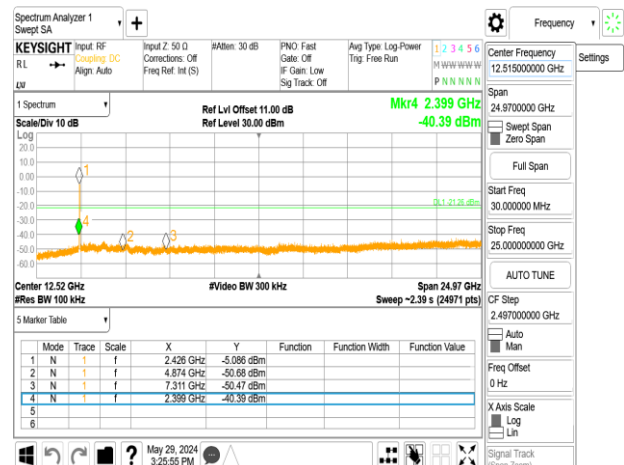 Spectrum Analyzer 1
Swept SA
Frequency
KEYSIGHT
Input: RF
Coupling: DC
Align: Auto
Input Z: 50 Ω
Corrections: Off
Freq Ref: Int (S)
#Atten: 30 dB
PNO: Fast
Gate: Off
IF Gain: Low
Sig Track: Off
Avg Type: Log-Power
Trig: Free Run
1 2 3 4 5 6
M W W W W W
P N N N N N
RL
LXI
Settings
Center Frequency
12.515000000 GHz
Span
24.9700000 GHz
Swept Span
Zero Span
Full Span
Start Freq
30.000000 MHz
Stop Freq
25.000000000 GHz
AUTO TUNE
CF Step
2.497000000 GHz
Auto
Man
Freq Offset
0 Hz
X Axis Scale
Log
Lin
Signal Track
(Span Zoom)
1 Spectrum
Scale/Div 10 dB
Log
Ref Lvl Offset 11.00 dB
Ref Level 30.00 dBm
Mkr4 2.399 GHz
-40.39 dBm
20.0
10.0
0.00
-10.0
-20.0
-30.0
-40.0
-50.0
-60.0
1
4
2
3
DL1 -21.25 dBm
Center 12.52 GHz
#Video BW 300 kHz
Span 24.97 GHz
#Res BW 100 kHz
Sweep ~2.39 s (24971 pts)
5 Marker Table
Mode Trace Scale X Y Function Function Width Function Value
1 N 1 f 2.426 GHz -5.086 dBm
2 N 1 f 4.874 GHz -50.68 dBm
3 N 1 f 7.311 GHz -50.47 dBm
4 N 1 f 2.399 GHz -40.39 dBm
5
6
?
May 29, 2024
3:25:55 PM